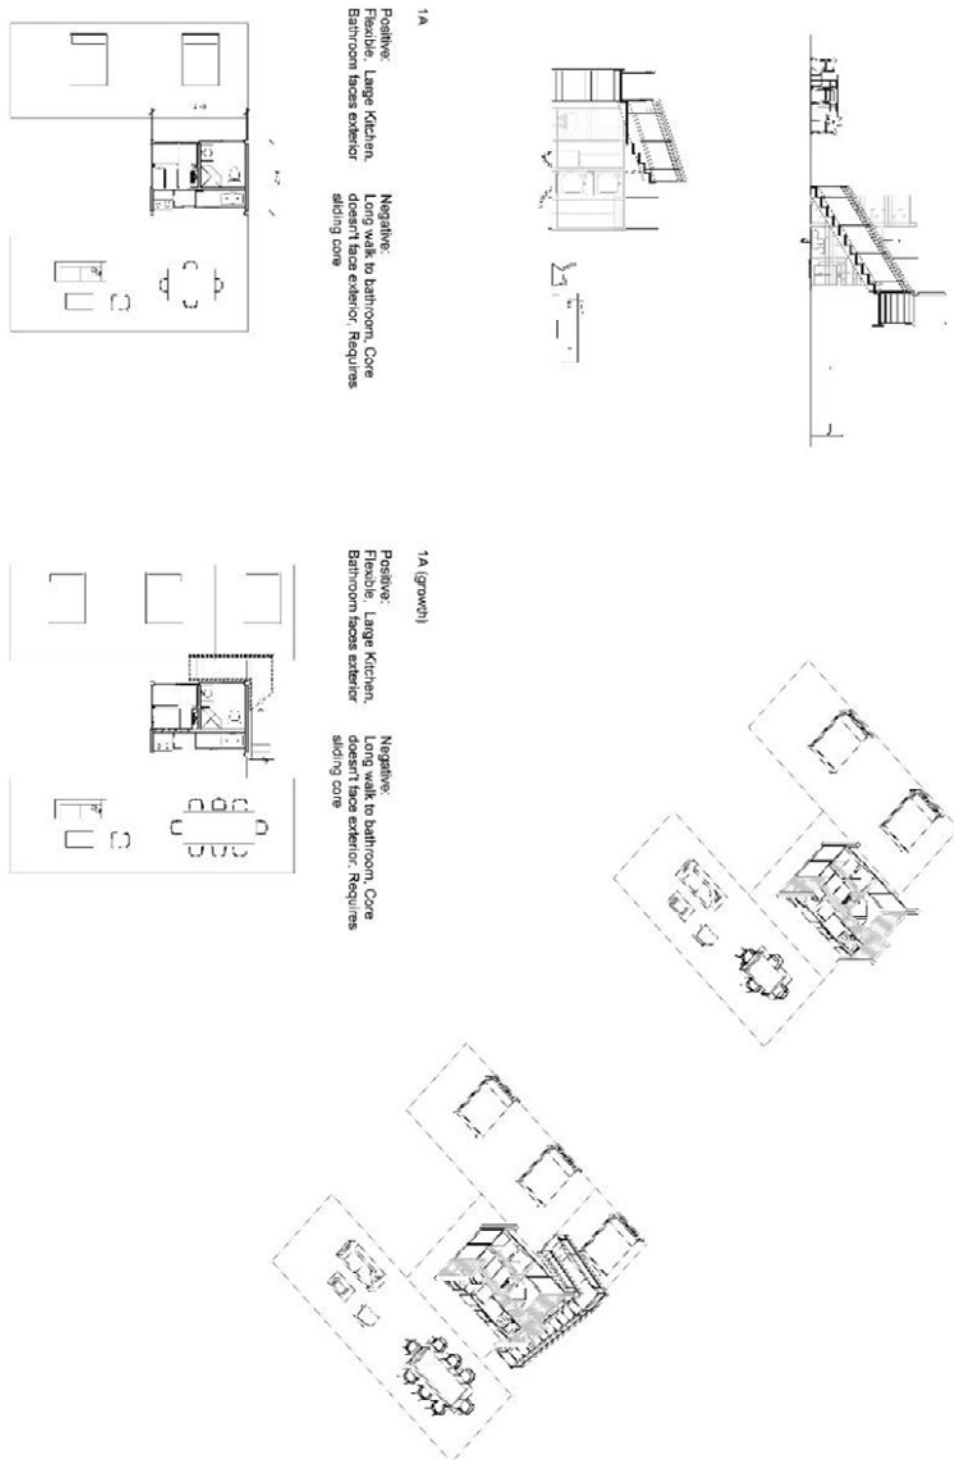 1A
Positive:
Flexible, Large Kitchen,
Bathroom faces exterior
Negative:
Long walk to bathroom, Core
doesn't face exterior, Requires
sliding core
1A (growth)
Positive:
Flexible, Large Kitchen,
Bathroom faces exterior
Negative:
Long walk to bathroom, Core
doesn't face exterior, Requires
sliding core